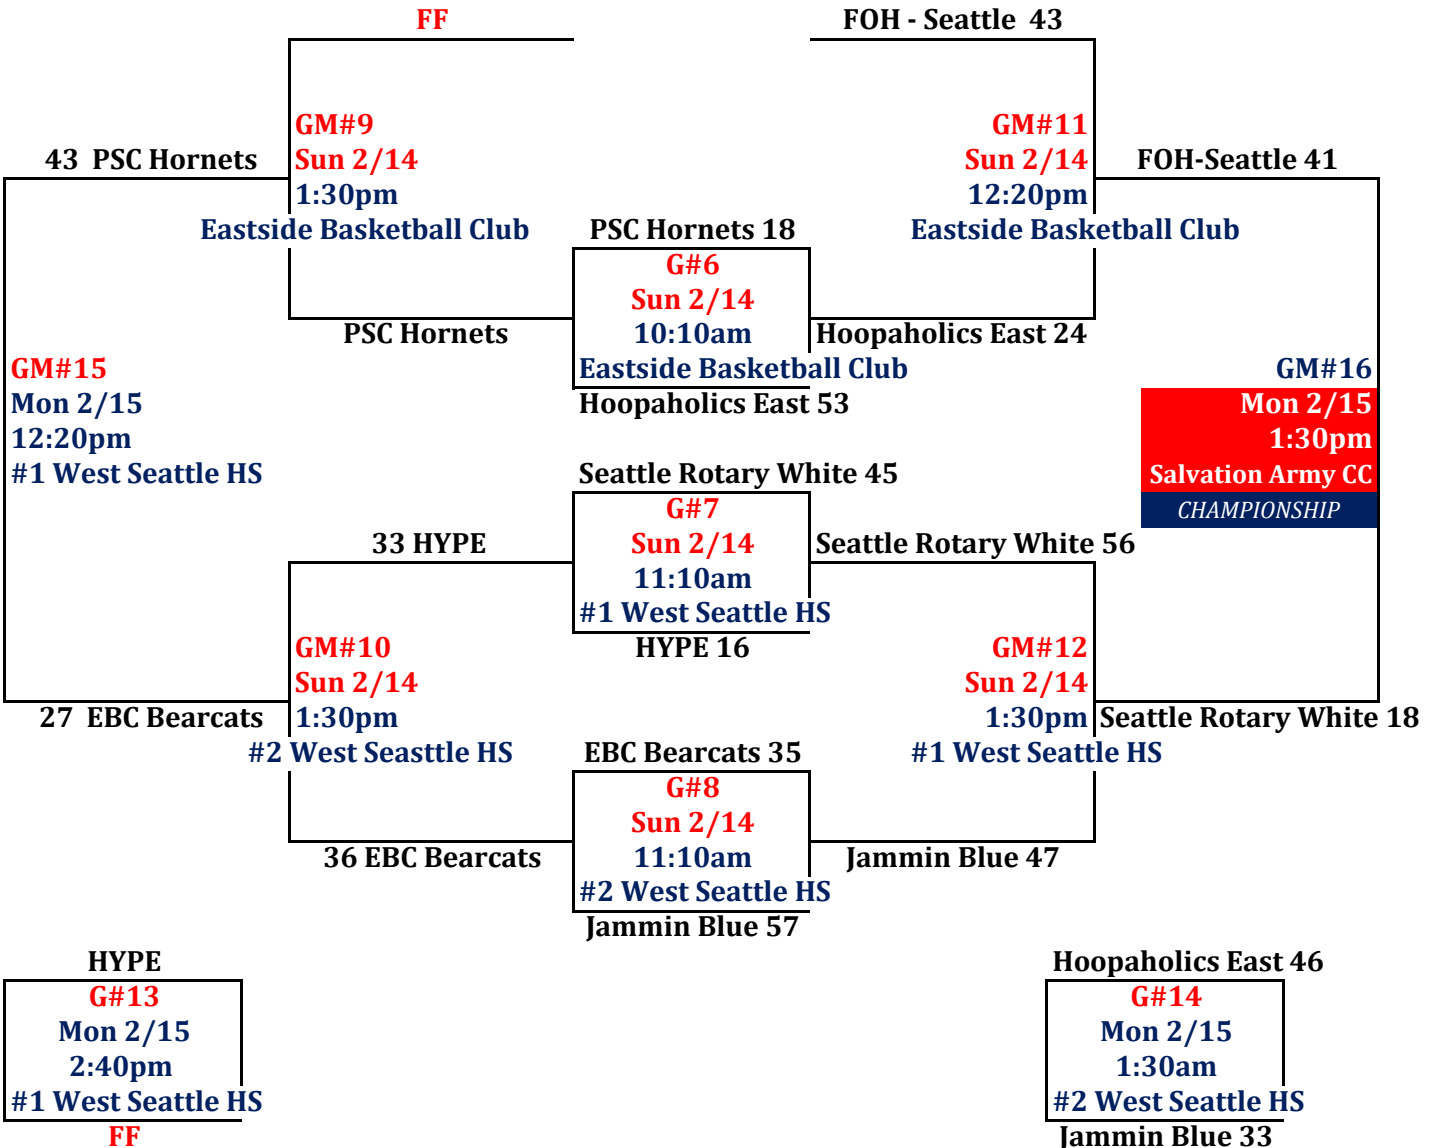 FF
FOH - Seattle 43
GM#9
Sun 2/14
1:30pm
Eastside Basketball Club
GM#11
Sun 2/14
12:20pm
Eastside Basketball Club
43 PSC Hornets
FOH-Seattle 41
PSC Hornets 18
G#6
Sun 2/14
10:10am
Eastside Basketball Club
Hoopaholics East 53
PSC Hornets
Hoopaholics East 24
GM#15
Mon 2/15
12:20pm
#1 West Seattle HS
GM#16
Mon 2/15
1:30pm
Salvation Army CC
CHAMPIONSHIP
Seattle Rotary White 45
G#7
Sun 2/14
11:10am
#1 West Seattle HS
HYPE 16
33 HYPE
Seattle Rotary White 56
GM#10
Sun 2/14
1:30pm
#2 West Seasttle HS
GM#12
Sun 2/14
1:30pm
#1 West Seattle HS
27 EBC Bearcats
Seattle Rotary White 18
EBC Bearcats 35
G#8
Sun 2/14
11:10am
#2 West Seattle HS
Jammin Blue 57
36 EBC Bearcats
Jammin Blue 47
HYPE
G#13
Mon 2/15
2:40pm
#1 West Seattle HS
FF
Hoopaholics East 46
G#14
Mon 2/15
1:30am
#2 West Seattle HS
Jammin Blue 33